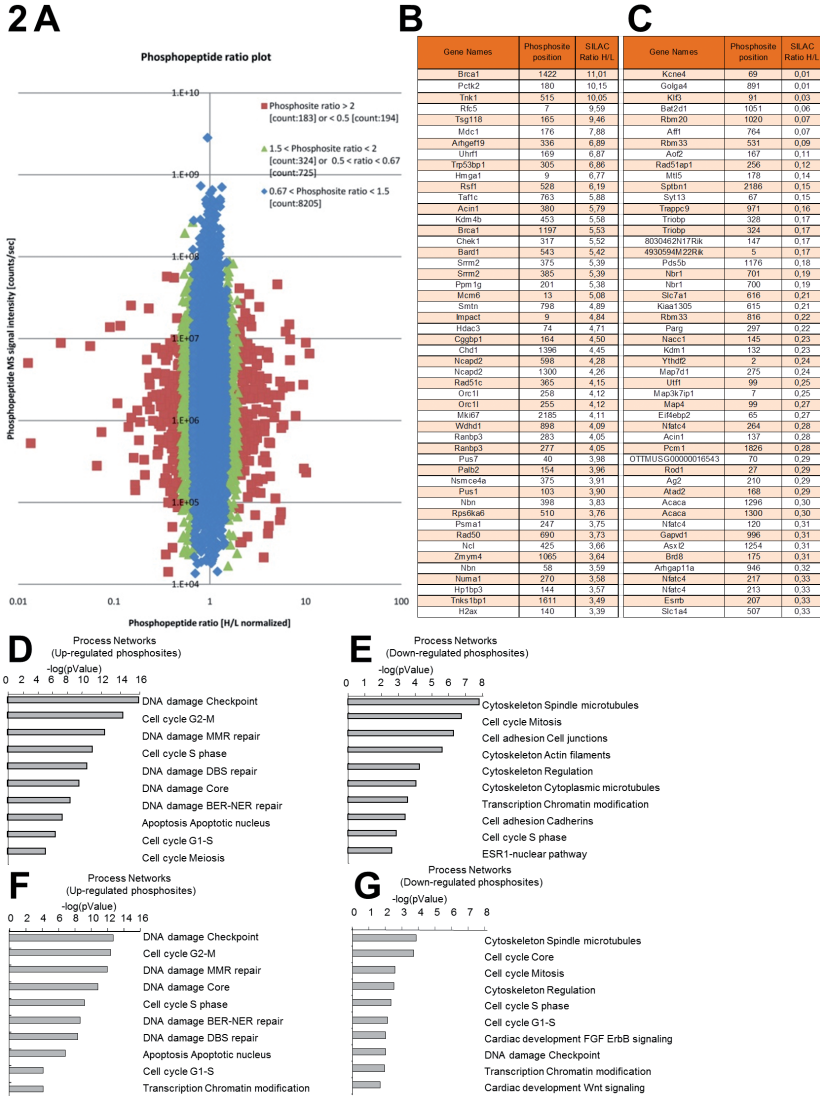 2 A
Phosphopeptide ratio plot
Phosphopeptide MS signal intensity [counts/sec]
1.E+10
1.E+09
1.E+08
1.E+07
1.E+06
1.E+05
1.E+04
Phosphosite ratio > 2
[count:183] or < 0.5 [count:194]
1.5 < Phosphosite ratio < 2
[count:324] or 0.5 < ratio < 0.67
[count:725]
0.67 < Phosphosite ratio < 1.5
[count:8205]
0.01 0.1 1 10 100
Phosphopeptide ratio [H/L normalized]
B
Gene Names Phosphosite position SILAC Ratio H/L
Brca1 1422 11,01
Pctk2 180 10,15
Tnk1 515 10,05
Rfc5 7 9,59
Tsg118 165 9,46
Mdc1 176 7,88
Arhgef19 336 6,89
Uhrf1 169 6,87
Trp53bp1 305 6,86
Hmga1 9 6,77
Rsf1 528 6,19
Taf1c 763 5,88
Acin1 380 5,79
Kdm4b 453 5,58
Brca1 1197 5,53
Chek1 317 5,52
Bard1 543 5,42
Srrm2 375 5,39
Srrm2 385 5,39
Ppm1g 201 5,38
Mcm6 13 5,08
Smtn 798 4,89
Impact 9 4,84
Hdac3 74 4,71
Cggbp1 164 4,50
Chd1 1396 4,45
Ncapd2 598 4,28
Ncapd2 1300 4,26
Rad51c 365 4,15
Orc1l 258 4,12
Orc1l 255 4,12
Mki67 2185 4,11
Wdhd1 898 4,09
Ranbp3 283 4,05
Ranbp3 277 4,05
Pus7 40 3,98
Palb2 154 3,96
Nsmce4a 375 3,91
Pus1 103 3,90
Nbn 398 3,83
Rps6ka6 510 3,76
Psma1 247 3,75
Rad50 690 3,73
Ncl 425 3,66
Zmym4 1065 3,64
Nbn 58 3,59
Numa1 270 3,58
Hp1bp3 144 3,57
Tnks1bp1 1611 3,49
H2ax 140 3,39
C
Gene Names Phosphosite position SILAC Ratio H/L
Kcne4 69 0,01
Golga4 891 0,01
Klf3 91 0,03
Bat2d1 1051 0,06
Rbm20 1020 0,07
Aff1 764 0,07
Rbm33 531 0,09
Aof2 167 0,11
Rad51ap1 256 0,12
Mtl5 178 0,14
Sptbn1 2186 0,15
Syt13 67 0,15
Trappc9 971 0,16
Triobp 328 0,17
Triobp 324 0,17
8030462N17Rik 147 0,17
4930594M22Rik 5 0,17
Pds5b 1176 0,18
Nbr1 701 0,19
Nbr1 700 0,19
Slc7a1 616 0,21
Kiaa1305 615 0,21
Rbm33 816 0,22
Parg 297 0,22
Nacc1 145 0,23
Kdm1 132 0,23
Ythdf2 2 0,24
Map7d1 275 0,24
Utf1 99 0,25
Map3k7ip1 7 0,25
Map4 99 0,27
Eif4ebp2 65 0,27
Nfatc4 264 0,28
Acin1 137 0,28
Pcm1 1826 0,28
OTTMUSG00000016543 70 0,29
Rod1 27 0,29
Ag2 210 0,29
Atad2 168 0,29
Acaca 1296 0,30
Acaca 1300 0,30
Nfatc4 120 0,31
Gapvd1 996 0,31
Asxl2 1254 0,31
Brd8 175 0,31
Arhgap11a 946 0,32
Nfatc4 217 0,33
Nfatc4 213 0,33
Esrrb 207 0,33
Slc1a4 507 0,33
D
Process Networks
(Up-regulated phosphosites)
-log(pValue)
0 2 4 6 8 10 12 14 16
DNA damage Checkpoint
Cell cycle G2-M
DNA damage MMR repair
Cell cycle S phase
DNA damage DBS repair
DNA damage Core
DNA damage BER-NER repair
Apoptosis Apoptotic nucleus
Cell cycle G1-S
Cell cycle Meiosis
E
Process Networks
(Down-regulated phosphosites)
-log(pValue)
0 1 2 3 4 5 6 7 8
Cytoskeleton Spindle microtubules
Cell cycle Mitosis
Cell adhesion Cell junctions
Cytoskeleton Actin filaments
Cytoskeleton Regulation
Cytoskeleton Cytoplasmic microtubules
Transcription Chromatin modification
Cell adhesion Cadherins
Cell cycle S phase
ESR1-nuclear pathway
F
Process Networks
(Up-regulated phosphosites)
-log(pValue)
0 2 4 6 8 10 12 14 16
DNA damage Checkpoint
Cell cycle G2-M
DNA damage MMR repair
DNA damage Core
Cell cycle S phase
DNA damage BER-NER repair
DNA damage DBS repair
Apoptosis Apoptotic nucleus
Cell cycle G1-S
Transcription Chromatin modification
G
Process Networks
(Down-regulated phosphosites)
-log(pValue)
0 1 2 3 4 5 6 7 8
Cytoskeleton Spindle microtubules
Cell cycle Core
Cell cycle Mitosis
Cytoskeleton Regulation
Cell cycle S phase
Cell cycle G1-S
Cardiac development FGF ErbB signaling
DNA damage Checkpoint
Transcription Chromatin modification
Cardiac development Wnt signaling